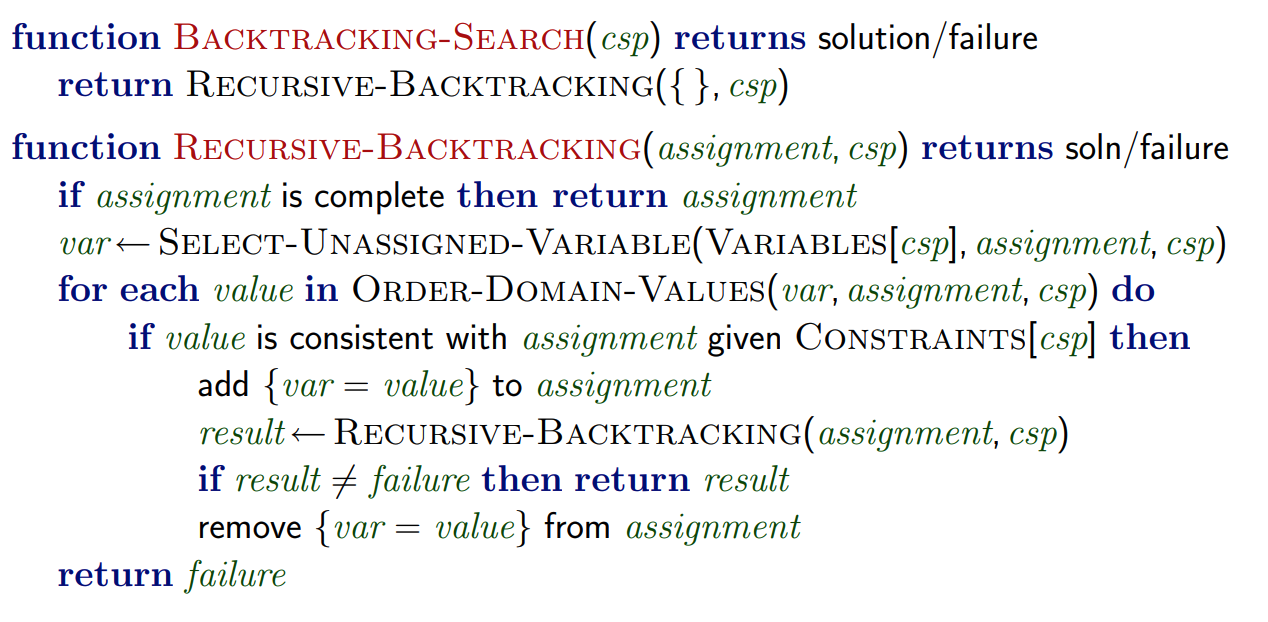 function BACKTRACKING-SEARCH(csp) returns solution/failure
return RECURSIVE-BACKTRACKING({ }, csp)
function RECURSIVE-BACKTRACKING(assignment, csp) returns soln/failure
if assignment is complete then return assignment
var ← SELECT-UNASSIGNED-VARIABLE(VARIABLES[csp], assignment, csp)
for each value in ORDER-DOMAIN-VALUES(var, assignment, csp) do
if value is consistent with assignment given CONSTRAINTS[csp] then
add {var = value} to assignment
result ← RECURSIVE-BACKTRACKING(assignment, csp)
if result ≠ failure then return result
remove {var = value} from assignment
return failure